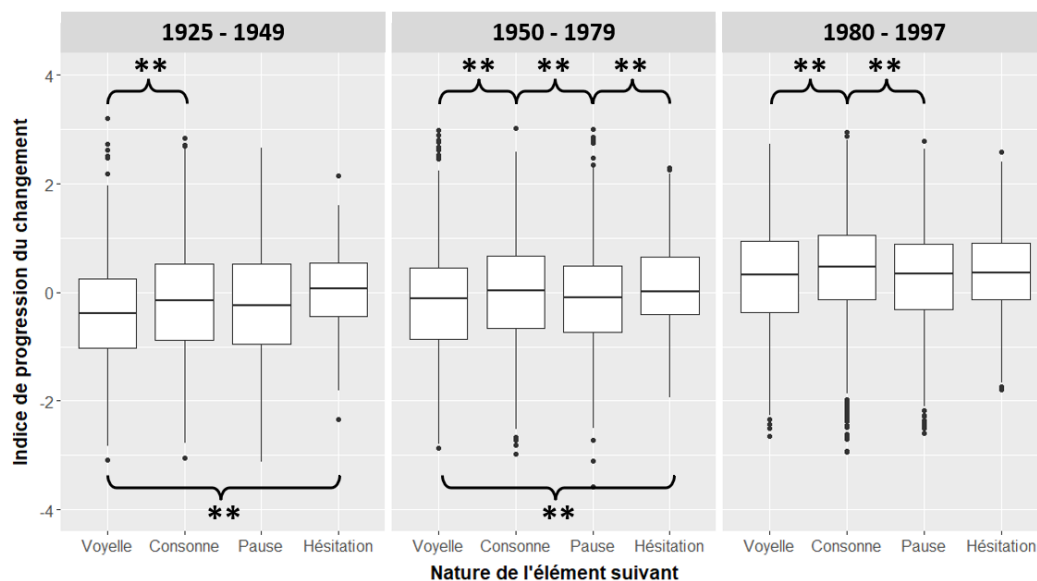 1925 - 1949
1950 - 1979
1980 - 1997
** ** ** ** ** **
4
2
0
-2
-4
** **
Indice de progression du changement
Voyelle Consonne Pause Hésitation
Voyelle Consonne Pause Hésitation
Voyelle Consonne Pause Hésitation
Nature de l'élément suivant